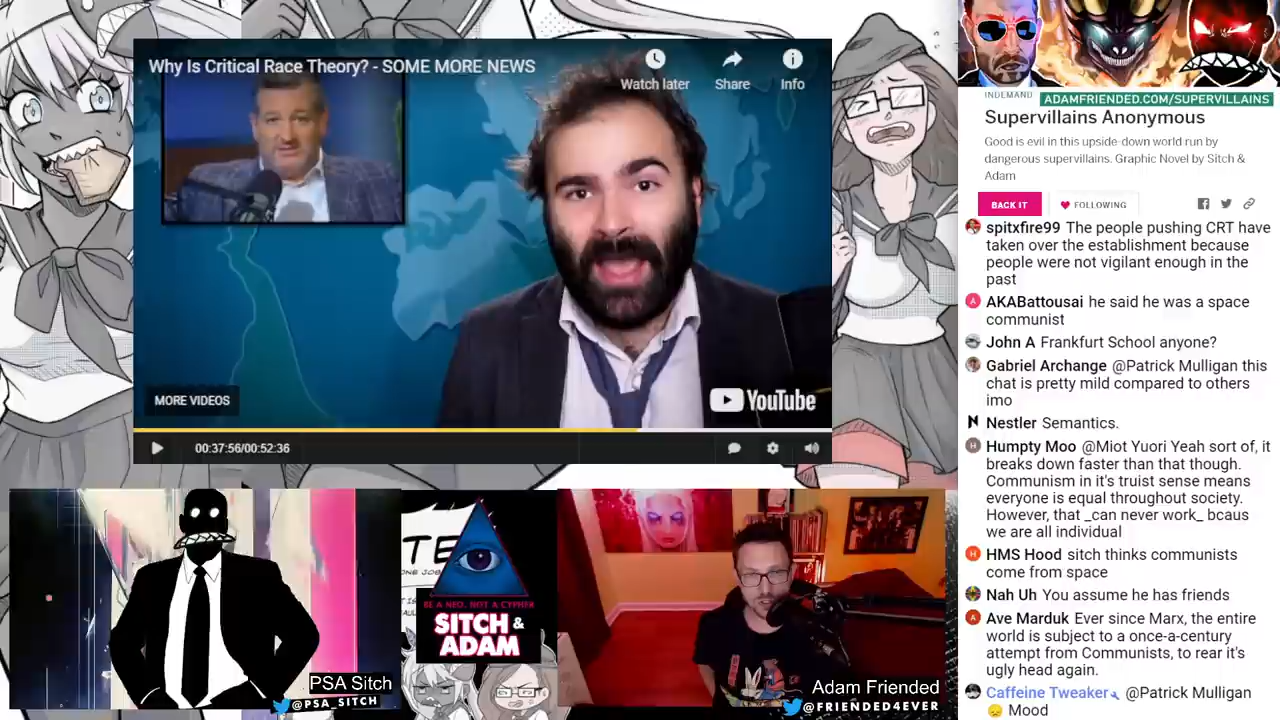 Why Is Critical Race Theory? - SOME MORE NEWS
Watch later
Share
Info
MORE VIDEOS
YouTube
00:37:56/00:52:36
PSA Sitch
@PSA_SITCH
TE
ONE JOB
BE A NEO, NOT A CYPHER
SITCH &
ADAM
Adam Friended
@FRIENDED4EVER
INDEMAND
ADAMFRIENDED.COM/SUPERVILLAINS
Supervillains Anonymous
Good is evil in this upside-down world run by
dangerous supervillains. Graphic Novel by Sitch &
Adam
BACK IT
FOLLOWING
spitxfire99 The people pushing CRT have
taken over the establishment because
people were not vigilant enough in the
past
AKABattousai he said he was a space
communist
John A Frankfurt School anyone?
Gabriel Archange @Patrick Mulligan this
chat is pretty mild compared to others
imo
Nestler Semantics.
Humpty Moo @Miot Yuori Yeah sort of, it
breaks down faster than that though.
Communism in it's truist sense means
everyone is equal throughout society.
However, that _can never work_ bcaus
we are all individual
HMS Hood sitch thinks communists
come from space
Nah Uh You assume he has friends
Ave Marduk Ever since Marx, the entire
world is subject to a once-a-century
attempt from Communists, to rear it's
ugly head again.
Caffeine Tweaker @Patrick Mulligan
😞 Mood